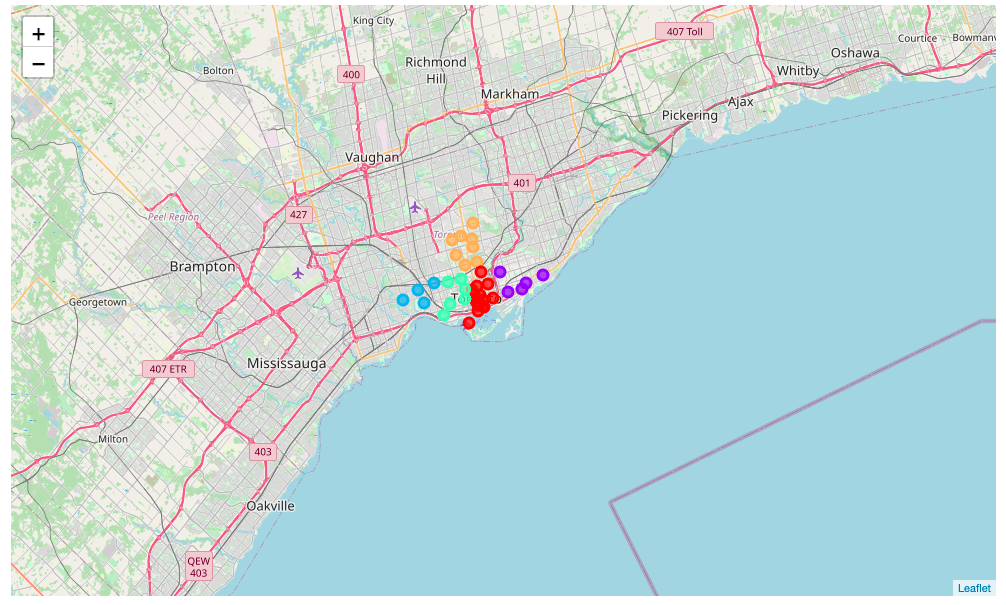 +
−
King City
407 Toll
Courtice
Bowmanv
Oshawa
Whitby
Ajax
Pickering
Richmond
Hill
400
Bolton
Markham
Vaughan
401
427
Peel Region
Toro
Brampton
Georgetown
To
o
Mississauga
407 ETR
Milton
403
Oakville
QEW
403
Leaflet